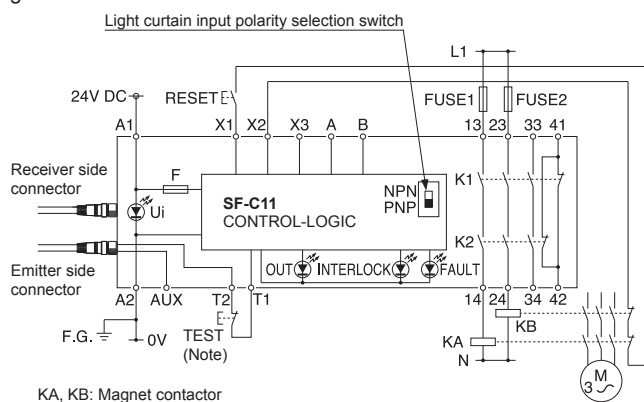 Light curtain input polarity selection switch
L1
24V DC
RESET
FUSE1 FUSE2
A1 X1 X2 X3 A B 13 23 33 41
Receiver side
connector
F
Ui
SF-C11
CONTROL-LOGIC
NPN
PNP
K1
K2
Emitter side
connector
OUT INTERLOCK FAULT
A2 AUX T2 T1 14 24 34 42
F.G.
0V
TEST
(Note)
KB
KA
N
M
3
KA, KB: Magnet contactor